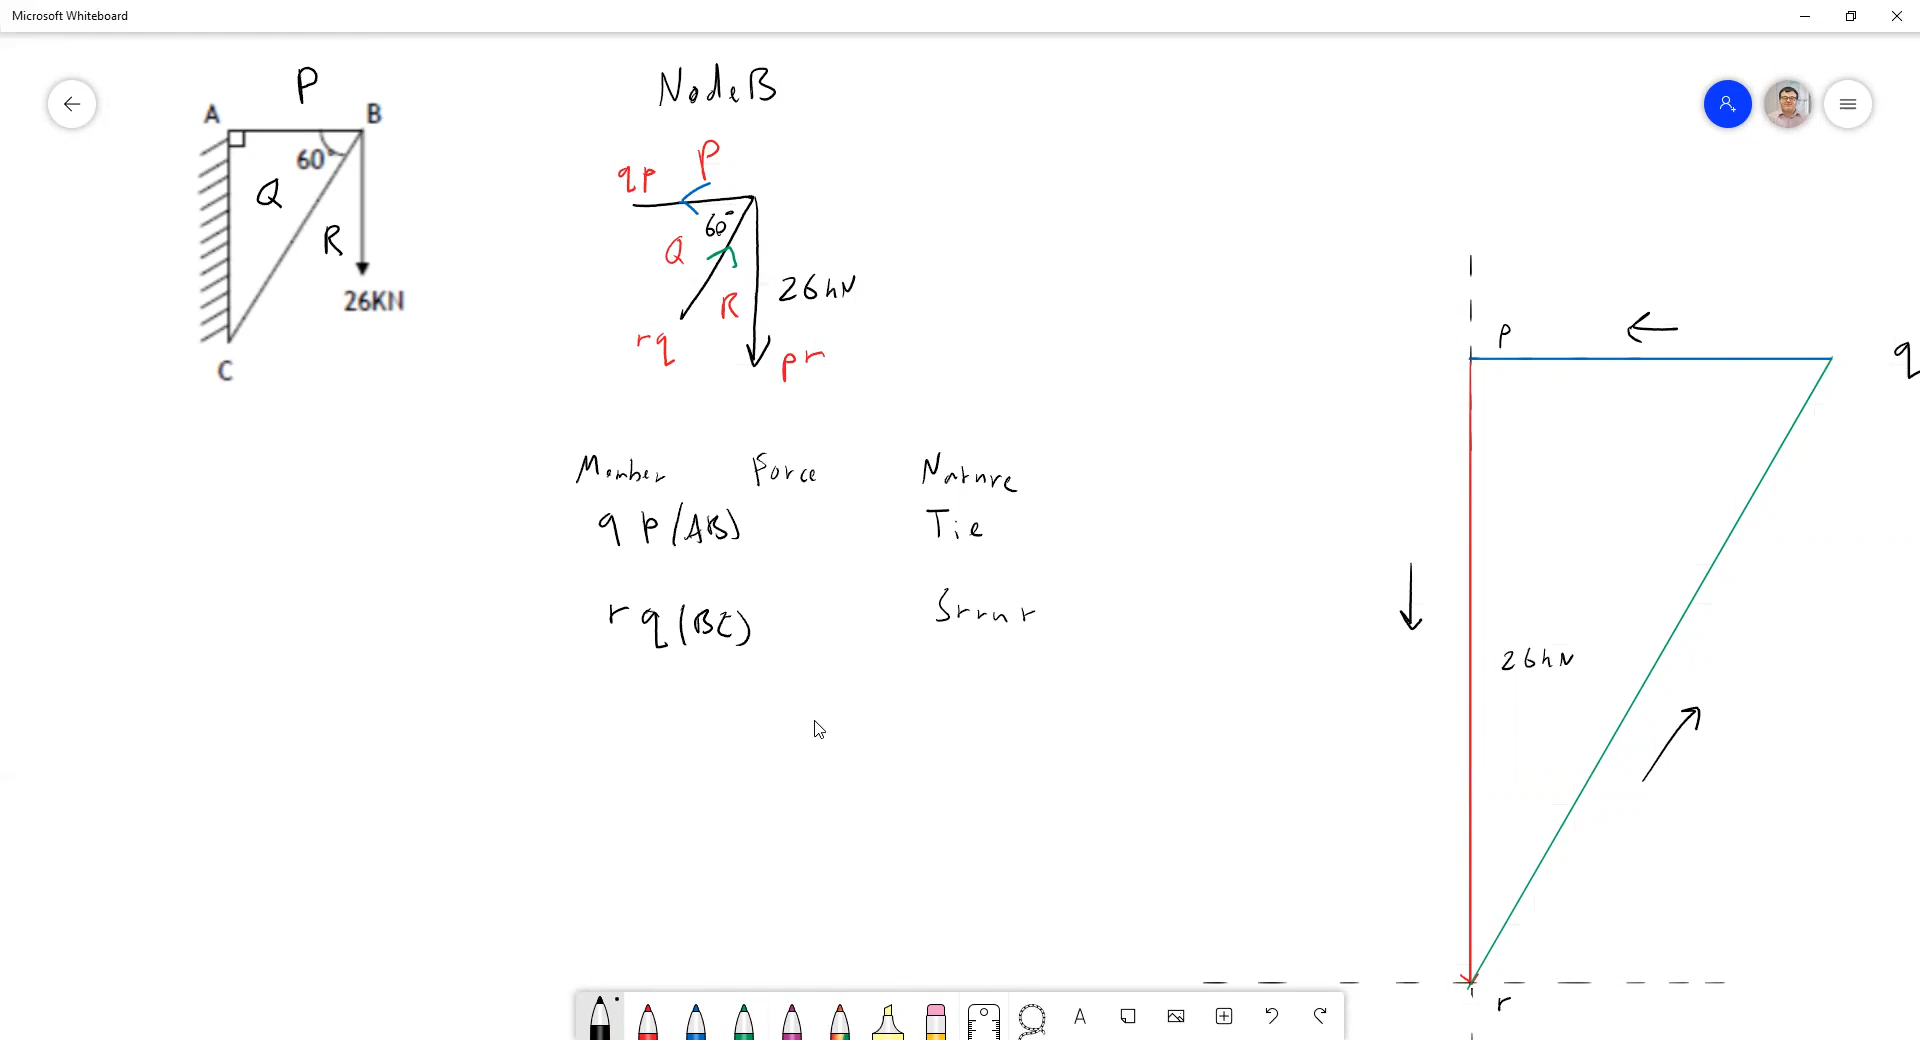 Microsoft Whiteboard
P
A B
60°
Q
R
26KN
C
Node B
qp P
60°
Q
R
26kN
rq
pr
Member Force Nature
qp (AB) Tie
rq (BC) Strut
p
q
26kN
r
A